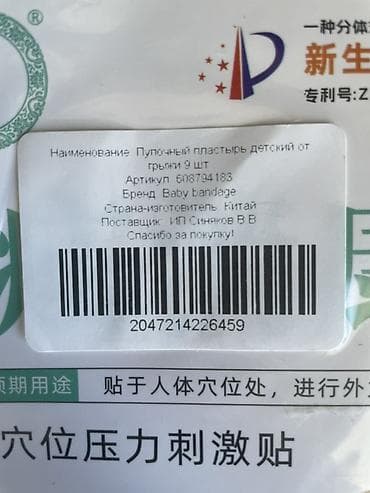 ®
一种分体
新生
专利号:Z
Наименование: Пупочный пластырь детский от
грыжи 9 шт
Артикул: 608794183
Бренд: Baby bandage
Страна-изготовитель: Китай
Поставщик: ИП Синяков В.В.
Спасибо за покупку!
2047214226459
预期用途 贴于人体穴位处，进行外
穴位压力刺激贴